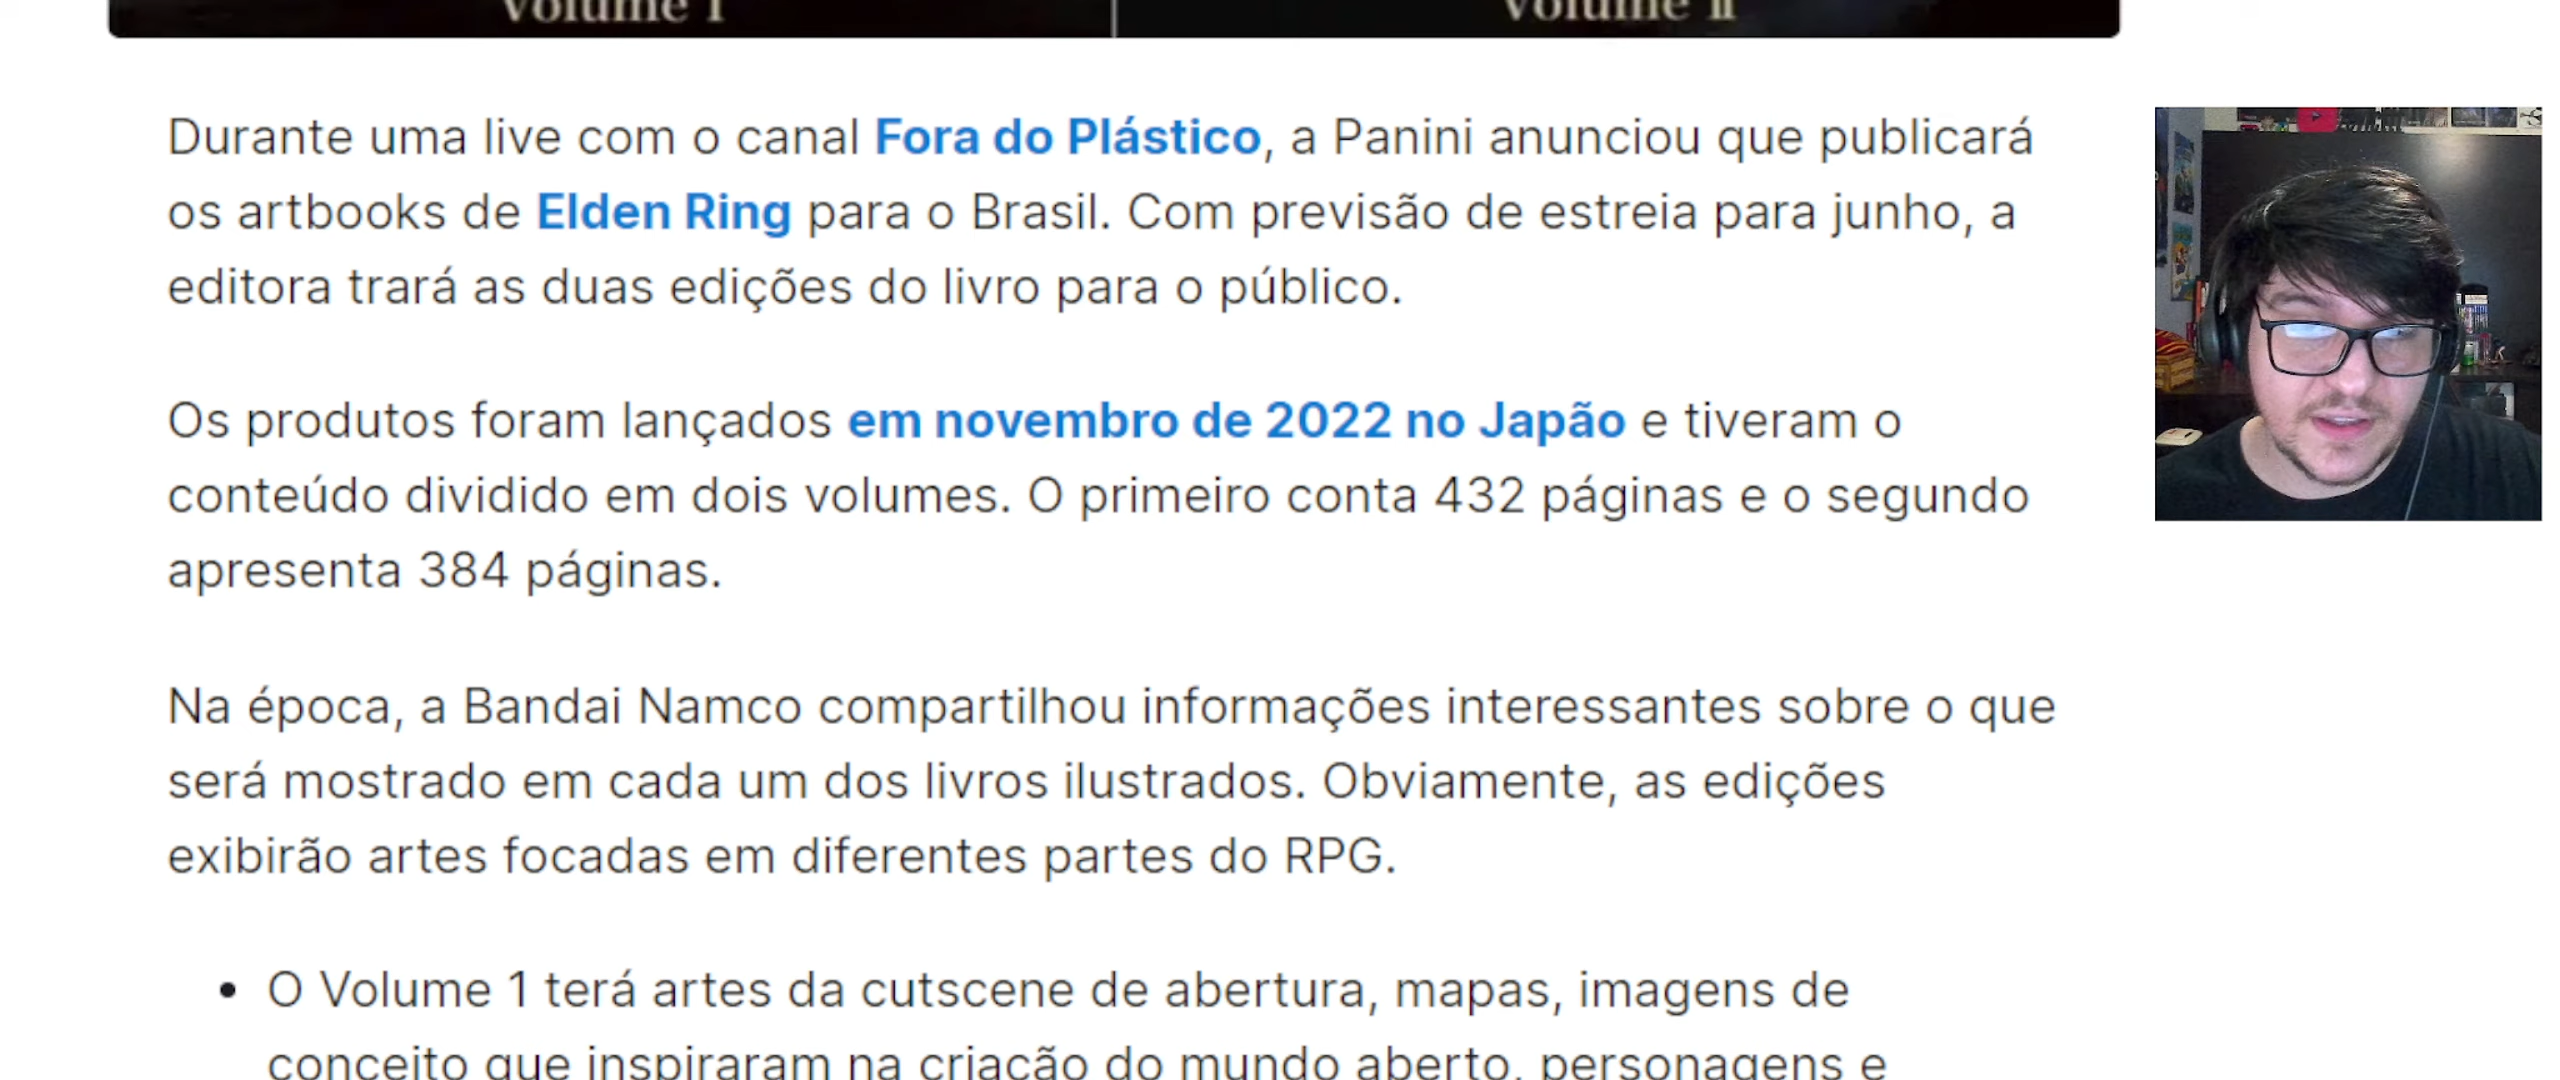 Volume I
Volume II
Durante uma live com o canal Fora do Plástico, a Panini anunciou que publicará
os artbooks de Elden Ring para o Brasil. Com previsão de estreia para junho, a
editora trará as duas edições do livro para o público.
Os produtos foram lançados em novembro de 2022 no Japão e tiveram o
conteúdo dividido em dois volumes. O primeiro conta 432 páginas e o segundo
apresenta 384 páginas.
Na época, a Bandai Namco compartilhou informações interessantes sobre o que
será mostrado em cada um dos livros ilustrados. Obviamente, as edições
exibirão artes focadas em diferentes partes do RPG.
• O Volume 1 terá artes da cutscene de abertura, mapas, imagens de
conceito que inspiraram na criação do mundo aberto, personagens e